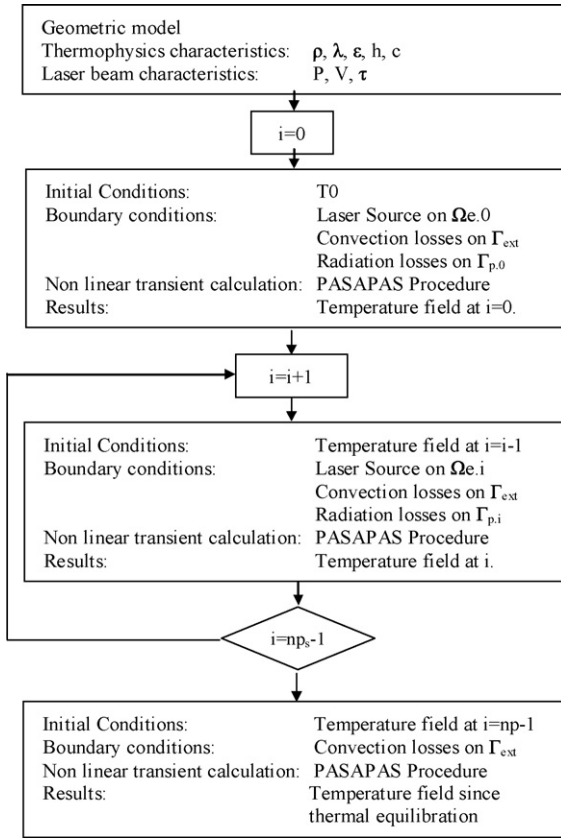 Geometric model
Thermophysics characteristics: ρ, λ, ε, h, c
Laser beam characteristics: P, V, τ
i=0
Initial Conditions: T0
Boundary conditions: Laser Source on Ωe.0
Convection losses on Γext
Radiation losses on Γp.0
Non linear transient calculation: PASAPAS Procedure
Results: Temperature field at i=0.
i=i+1
Initial Conditions: Temperature field at i=i-1
Boundary conditions: Laser Source on Ωe.i
Convection losses on Γext
Radiation losses on Γp.i
Non linear transient calculation: PASAPAS Procedure
Results: Temperature field at i.
i=nps-1
Initial Conditions: Temperature field at i=np-1
Boundary conditions: Convection losses on Γext
Non linear transient calculation: PASAPAS Procedure
Results: Temperature field since
thermal equilibration